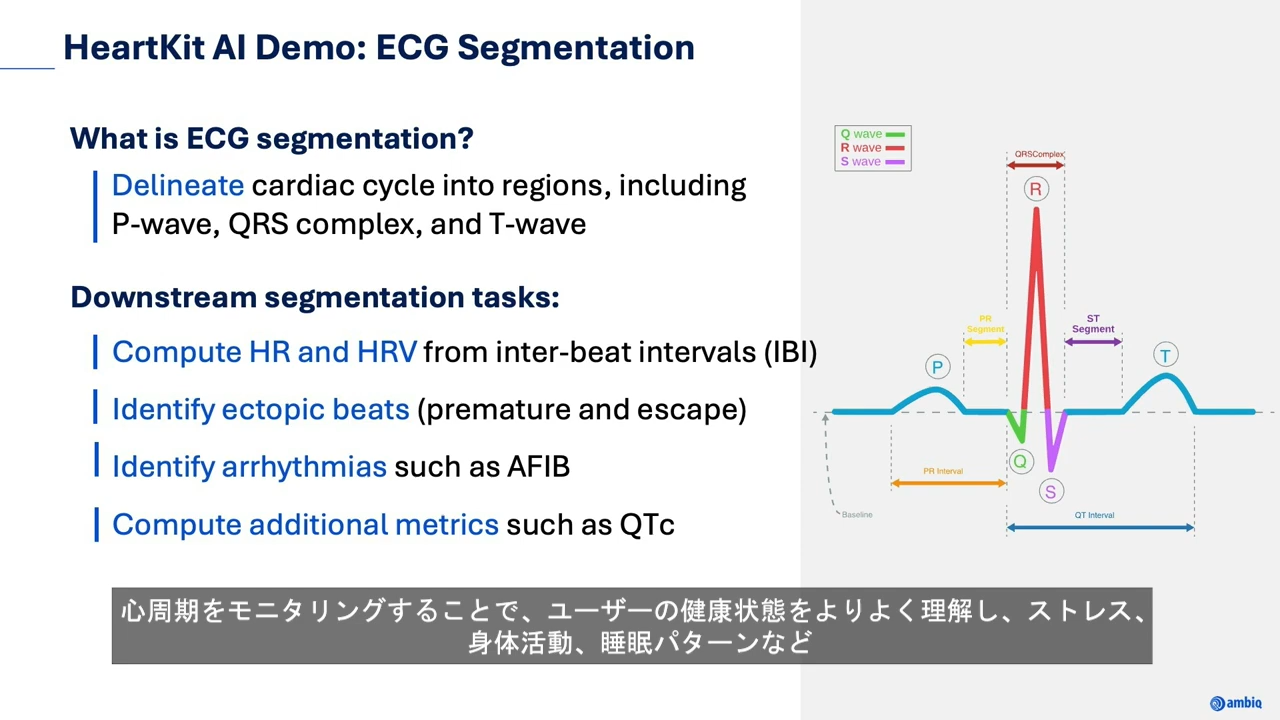 HeartKit AI Demo: ECG Segmentation
What is ECG segmentation?
Delineate cardiac cycle into regions, including
P-wave, QRS complex, and T-wave
Downstream segmentation tasks:
Compute HR and HRV from inter-beat intervals (IBI)
Identify ectopic beats (premature and escape)
Identify arrhythmias such as AFIB
Compute additional metrics such as QTc
Q wave
R wave
S wave
QRSComplex
R
PR
Segment
ST
Segment
P
T
Q
S
PR Interval
Baseline
QT Interval
心周期をモニタリングすることで、ユーザーの健康状態をよりよく理解し、ストレス、
身体活動、睡眠パターンなど
ambiq